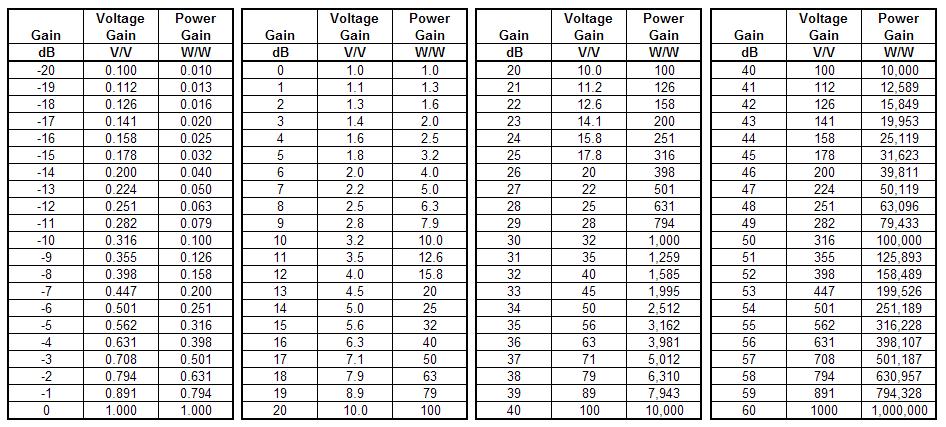 Voltage Power Voltage Power Voltage Power Voltage Power
Gain Gain Gain Gain Gain Gain Gain Gain Gain Gain Gain Gain
dB V/V W/W dB V/V W/W dB V/V W/W dB V/V W/W
-20 0.100 0.010 0 1.0 1.0 20 10.0 100 40 100 10,000
-19 0.112 0.013 1 1.1 1.3 21 11.2 126 41 112 12,589
-18 0.126 0.016 2 1.3 1.6 22 12.6 158 42 126 15,849
-17 0.141 0.020 3 1.4 2.0 23 14.1 200 43 141 19,953
-16 0.158 0.025 4 1.6 2.5 24 15.8 251 44 158 25,119
-15 0.178 0.032 5 1.8 3.2 25 17.8 316 45 178 31,623
-14 0.200 0.040 6 2.0 4.0 26 20 398 46 200 39,811
-13 0.224 0.050 7 2.2 5.0 27 22 501 47 224 50,119
-12 0.251 0.063 8 2.5 6.3 28 25 631 48 251 63,096
-11 0.282 0.079 9 2.8 7.9 29 28 794 49 282 79,433
-10 0.316 0.100 10 3.2 10.0 30 32 1,000 50 316 100,000
-9 0.355 0.126 11 3.5 12.6 31 35 1,259 51 355 125,893
-8 0.398 0.158 12 4.0 15.8 32 40 1,585 52 398 158,489
-7 0.447 0.200 13 4.5 20 33 45 1,995 53 447 199,526
-6 0.501 0.251 14 5.0 25 34 50 2,512 54 501 251,189
-5 0.562 0.316 15 5.6 32 35 56 3,162 55 562 316,228
-4 0.631 0.398 16 6.3 40 36 63 3,981 56 631 398,107
-3 0.708 0.501 17 7.1 50 37 71 5,012 57 708 501,187
-2 0.794 0.631 18 7.9 63 38 79 6,310 58 794 630,957
-1 0.891 0.794 19 8.9 79 39 89 7,943 59 891 794,328
0 1.000 1.000 20 10.0 100 40 100 10,000 60 1000 1,000,000